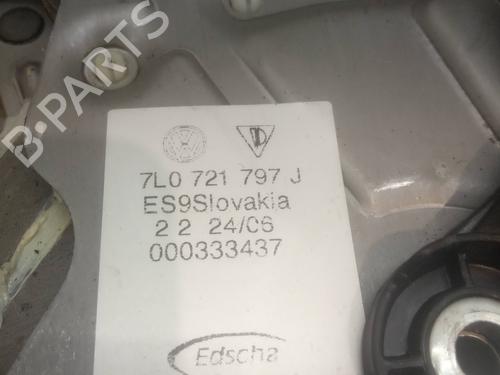 B-PARTS
7L0 721 797 J
ES9Slovakia
2 2 24/06
000333437
Edscha